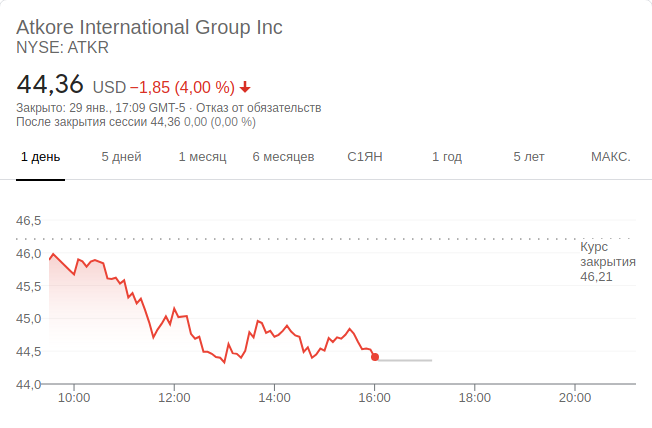 Atkore International Group Inc
NYSE: ATKR
44,36 USD −1,85 (4,00 %)
Закрыто: 29 янв., 17:09 GMT-5 · Отказ от обязательств
После закрытия сессии 44,36 0,00 (0,00 %)
1 день 5 дней 1 месяц 6 месяцев С1ЯН 1 год 5 лет МАКС.
46,5
46,0
45,5
45,0
44,5
44,0
Курс
закрытия
46,21
10:00 12:00 14:00 16:00 18:00 20:00